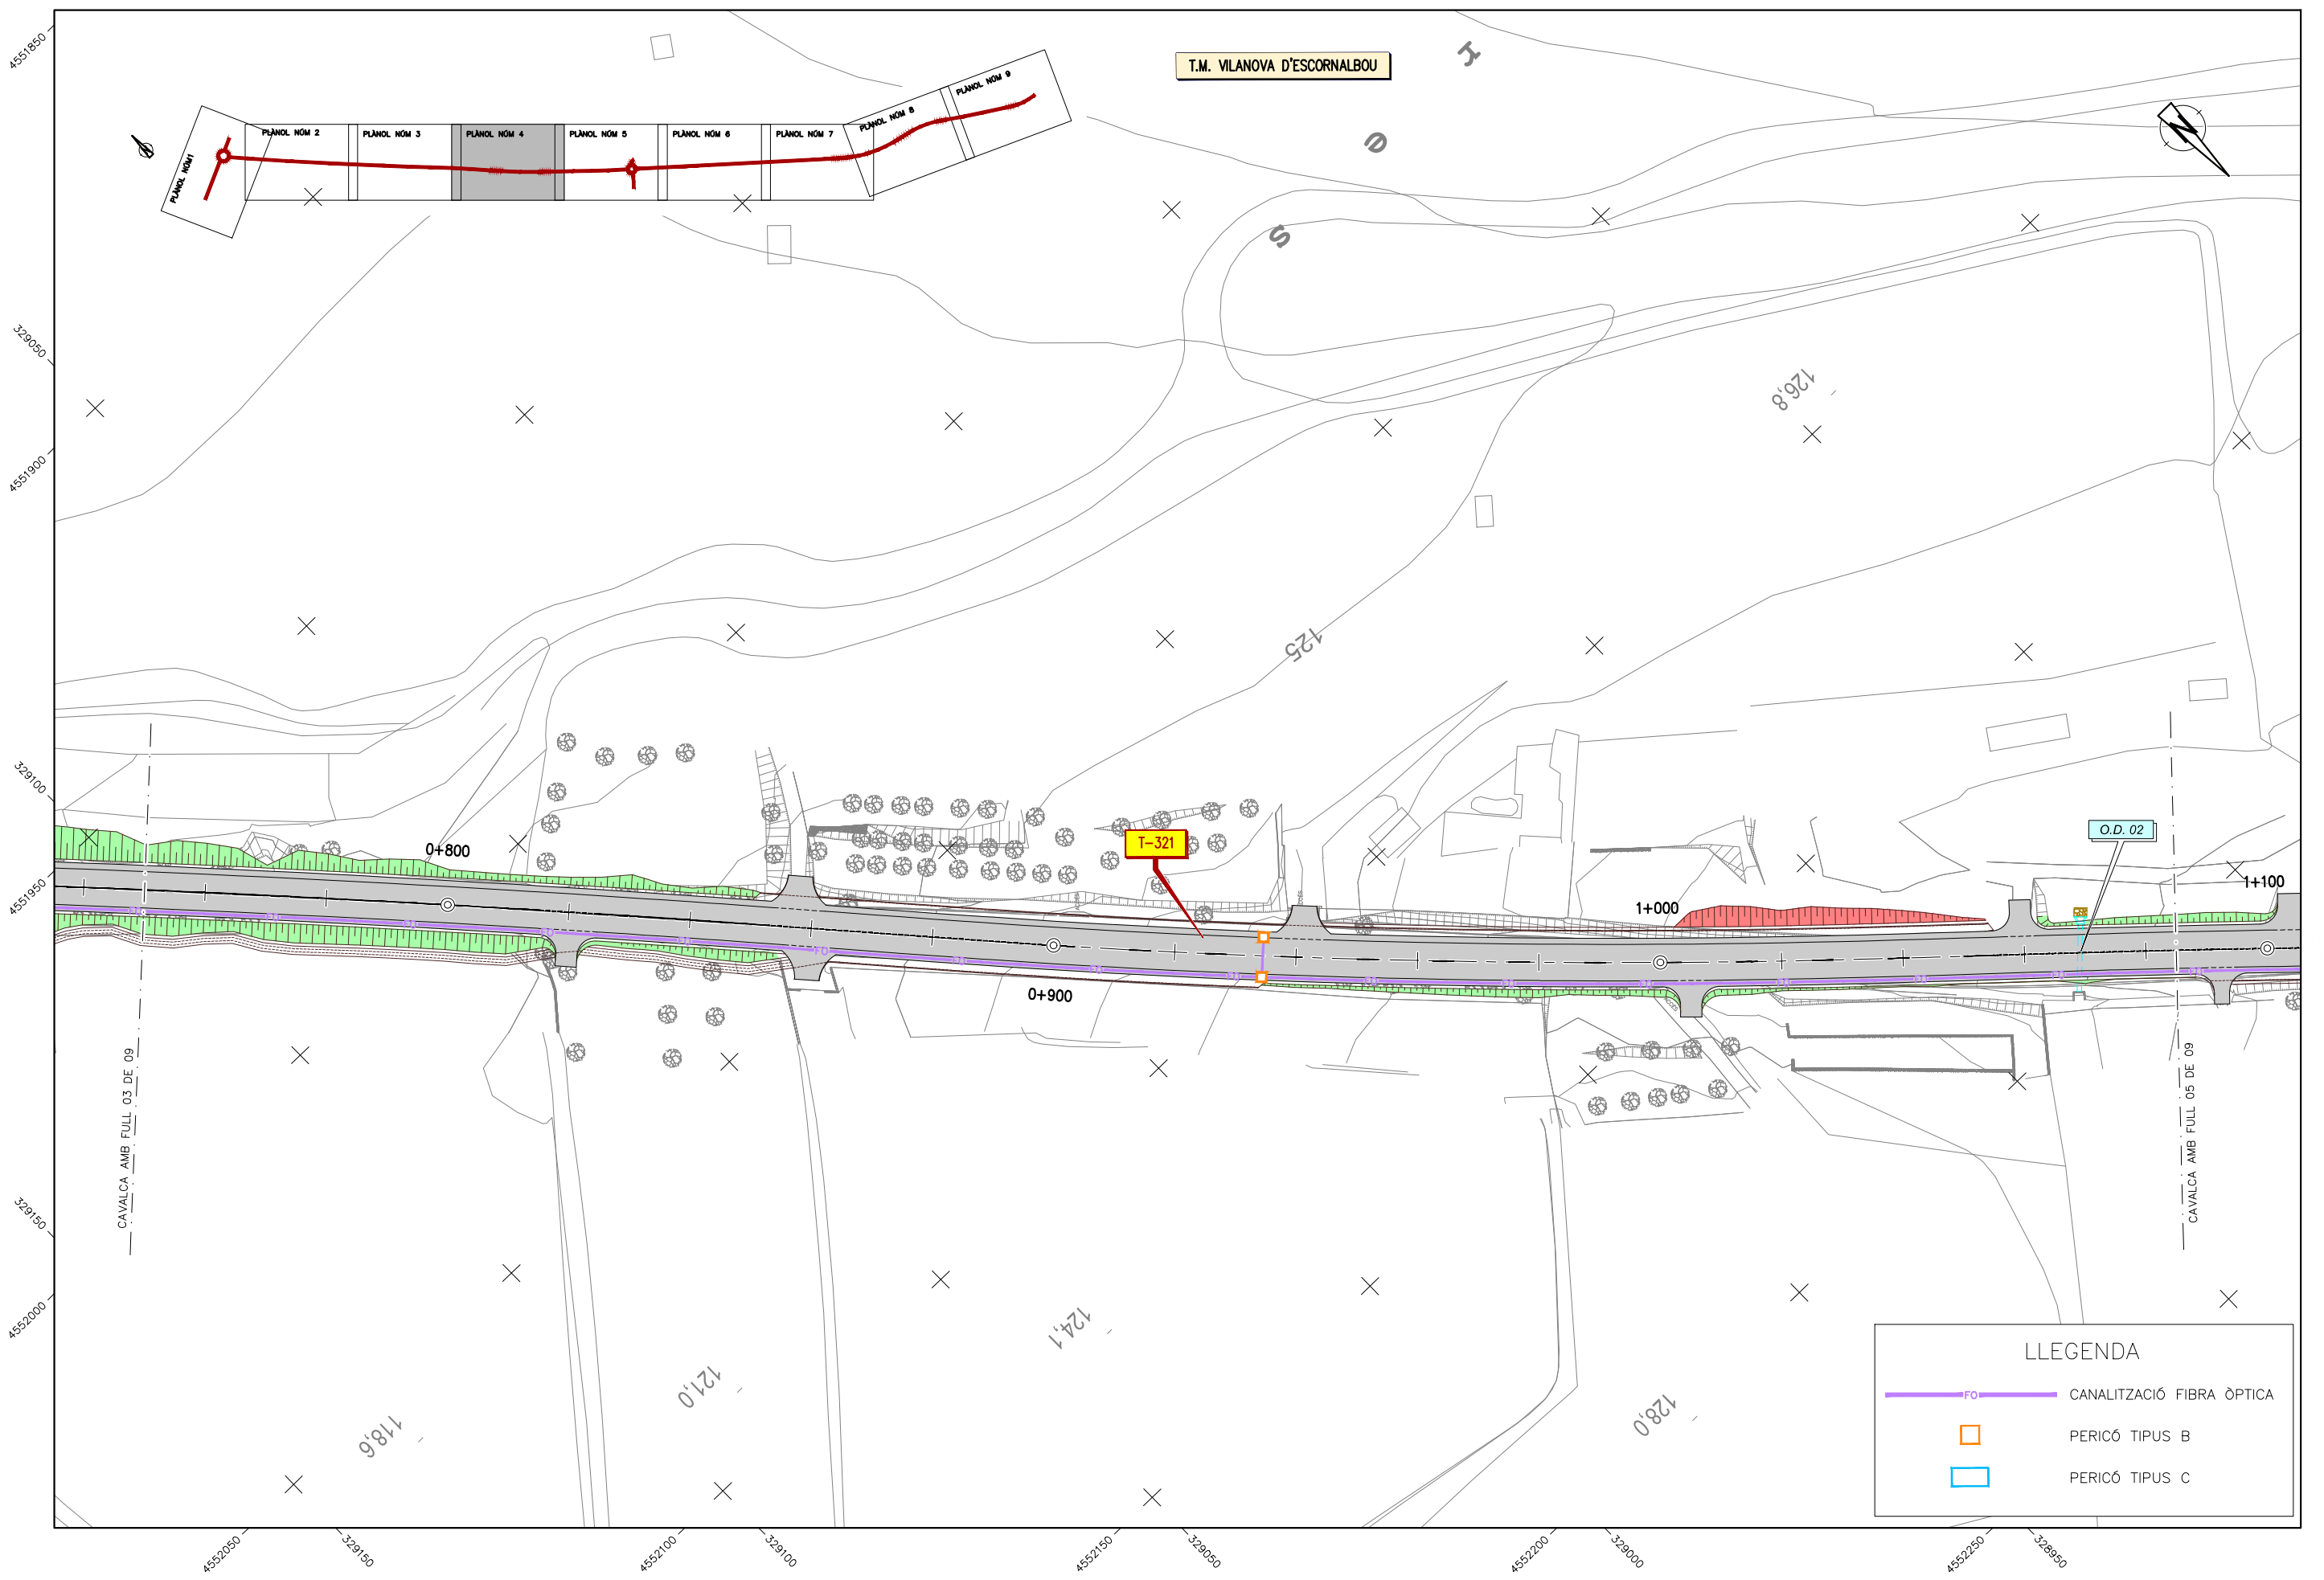 4551850
T.M. VILANOVA D'ESCORNALBOU
PLÀNOL NÚM1
PLÀNOL NÚM 2
PLÀNOL NÚM 3
PLÀNOL NÚM 4
PLÀNOL NÚM 5
PLÀNOL NÚM 6
PLÀNOL NÚM 7
PLÀNOL NÚM 8
PLÀNOL NÚM 9
N
N
H
e
s
329050
126,8
4551900
125
329100
0+800
T-321
O.D. 02
4551950
1+100
1+000
FO
FO
0+900
CAVALCA AMB FULL 03 DE 09
CAVALCA AMB FULL 05 DE 09
329150
4552000
124,1
121,0
118,6
128,0
LLEGENDA
FO CANALITZACIÓ FIBRA ÒPTICA
PERICÓ TIPUS B
PERICÓ TIPUS C
4552050
329150
4552100
329100
4552150
329050
4552200
329000
4552250
328950